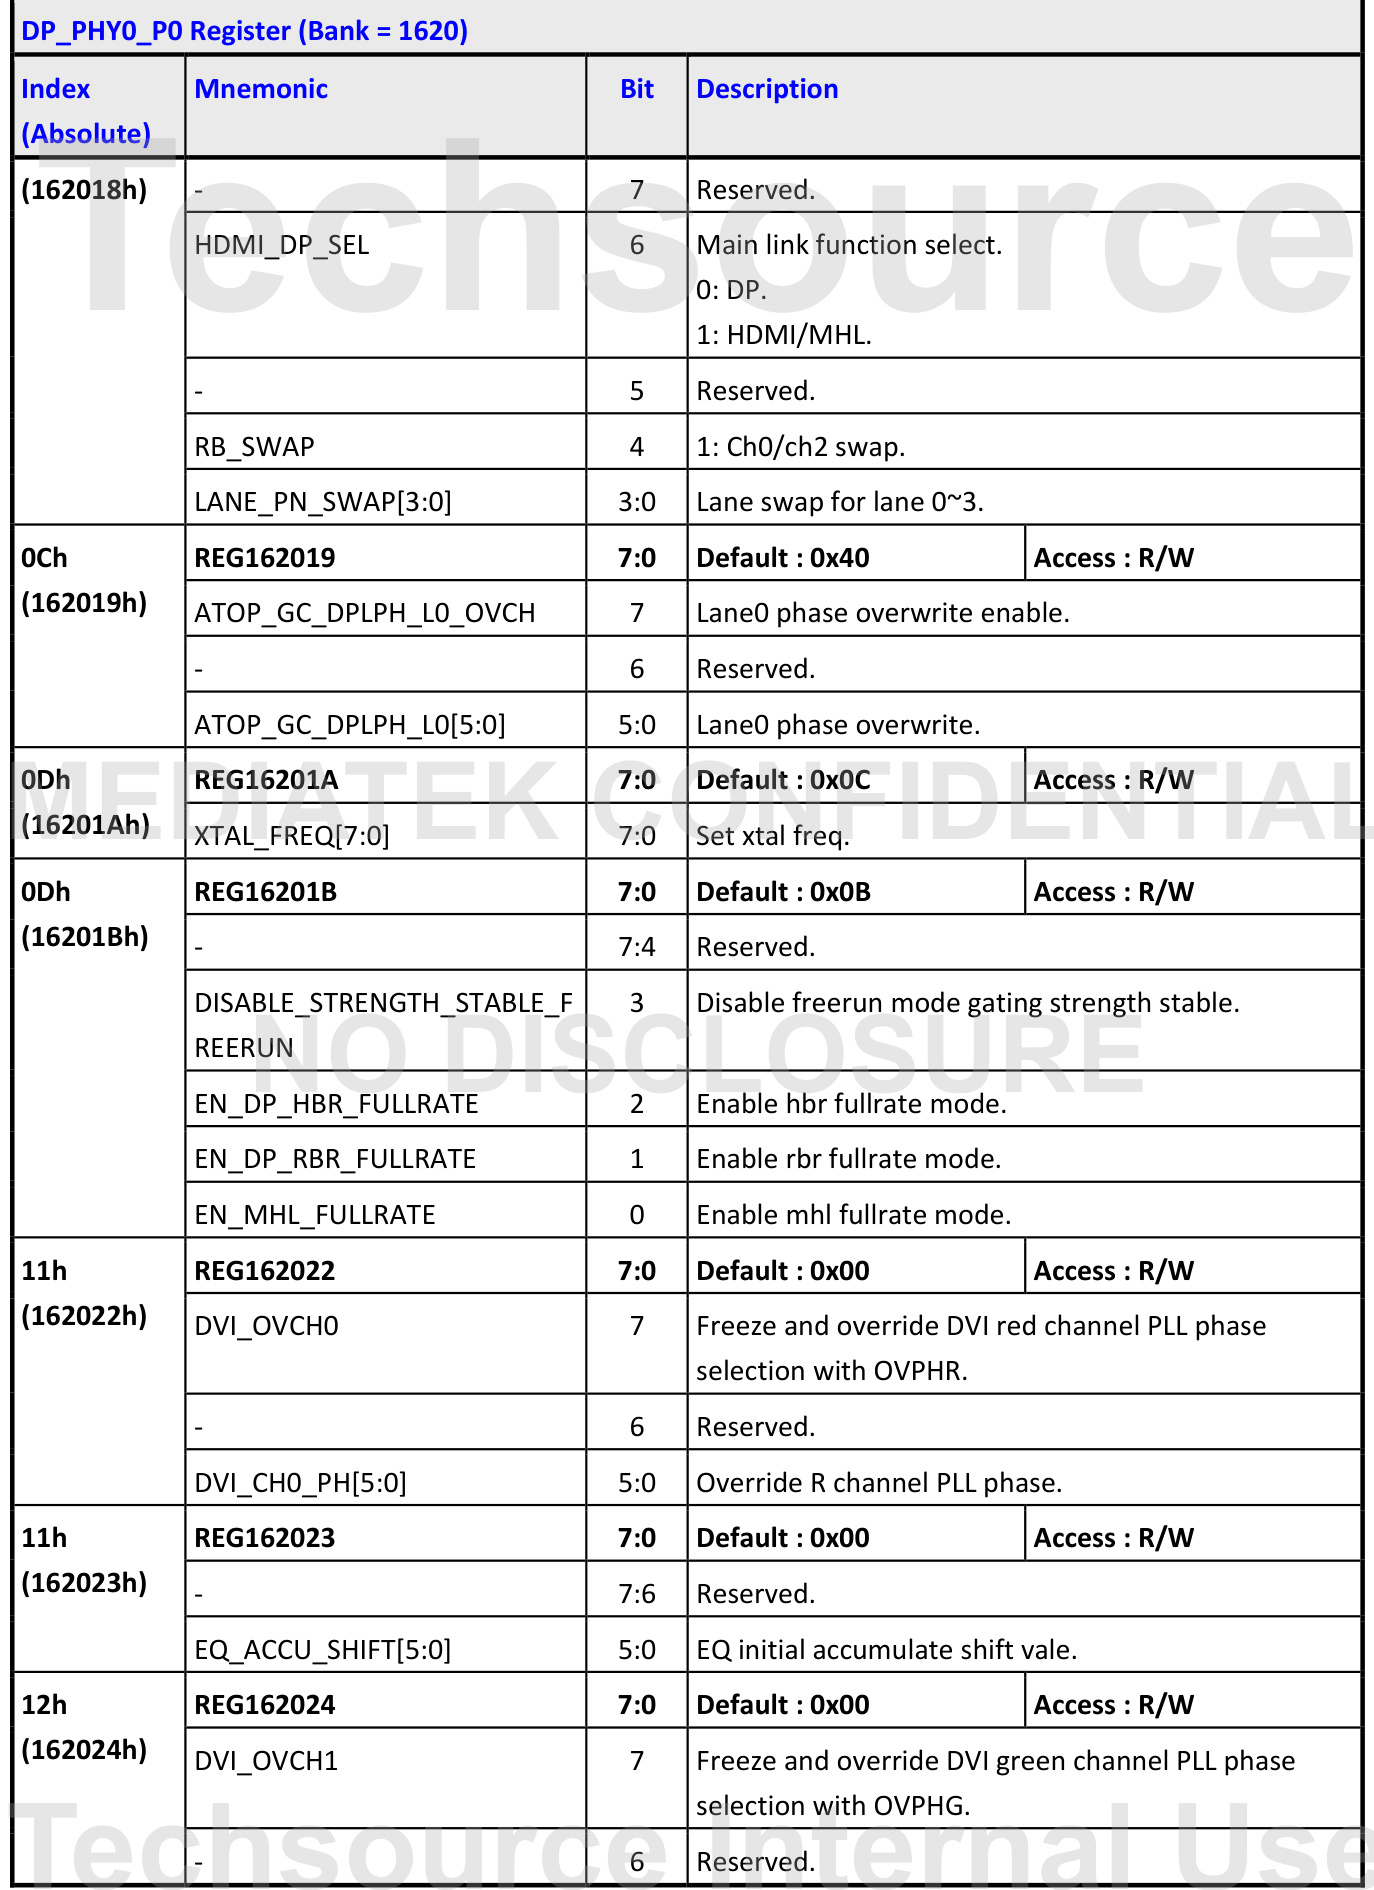 DP_PHY0_P0 Register (Bank = 1620)
Index Mnemonic Bit Description
(Absolute)
(162018h) - 7 Reserved.
HDMI_DP_SEL 6 Main link function select.
0: DP.
1: HDMI/MHL.
- 5 Reserved.
RB_SWAP 4 1: Ch0/ch2 swap.
LANE_PN_SWAP[3:0] 3:0 Lane swap for lane 0~3.
0Ch REG162019 7:0 Default : 0x40 Access : R/W
(162019h) ATOP_GC_DPLPH_L0_OVCH 7 Lane0 phase overwrite enable.
- 6 Reserved.
ATOP_GC_DPLPH_L0[5:0] 5:0 Lane0 phase overwrite.
0Dh REG16201A 7:0 Default : 0x0C Access : R/W
(16201Ah) XTAL_FREQ[7:0] 7:0 Set xtal freq.
0Dh REG16201B 7:0 Default : 0x0B Access : R/W
(16201Bh) - 7:4 Reserved.
DISABLE_STRENGTH_STABLE_F 3 Disable freerun mode gating strength stable.
REERUN
EN_DP_HBR_FULLRATE 2 Enable hbr fullrate mode.
EN_DP_RBR_FULLRATE 1 Enable rbr fullrate mode.
EN_MHL_FULLRATE 0 Enable mhl fullrate mode.
11h REG162022 7:0 Default : 0x00 Access : R/W
(162022h) DVI_OVCH0 7 Freeze and override DVI red channel PLL phase
selection with OVPHR.
- 6 Reserved.
DVI_CH0_PH[5:0] 5:0 Override R channel PLL phase.
11h REG162023 7:0 Default : 0x00 Access : R/W
(162023h) - 7:6 Reserved.
EQ_ACCU_SHIFT[5:0] 5:0 EQ initial accumulate shift vale.
12h REG162024 7:0 Default : 0x00 Access : R/W
(162024h) DVI_OVCH1 7 Freeze and override DVI green channel PLL phase
selection with OVPHG.
- 6 Reserved.
Techsource
MEDIATEK CONFIDENTIAL
NO DISCLOSURE
Techsource Internal Use